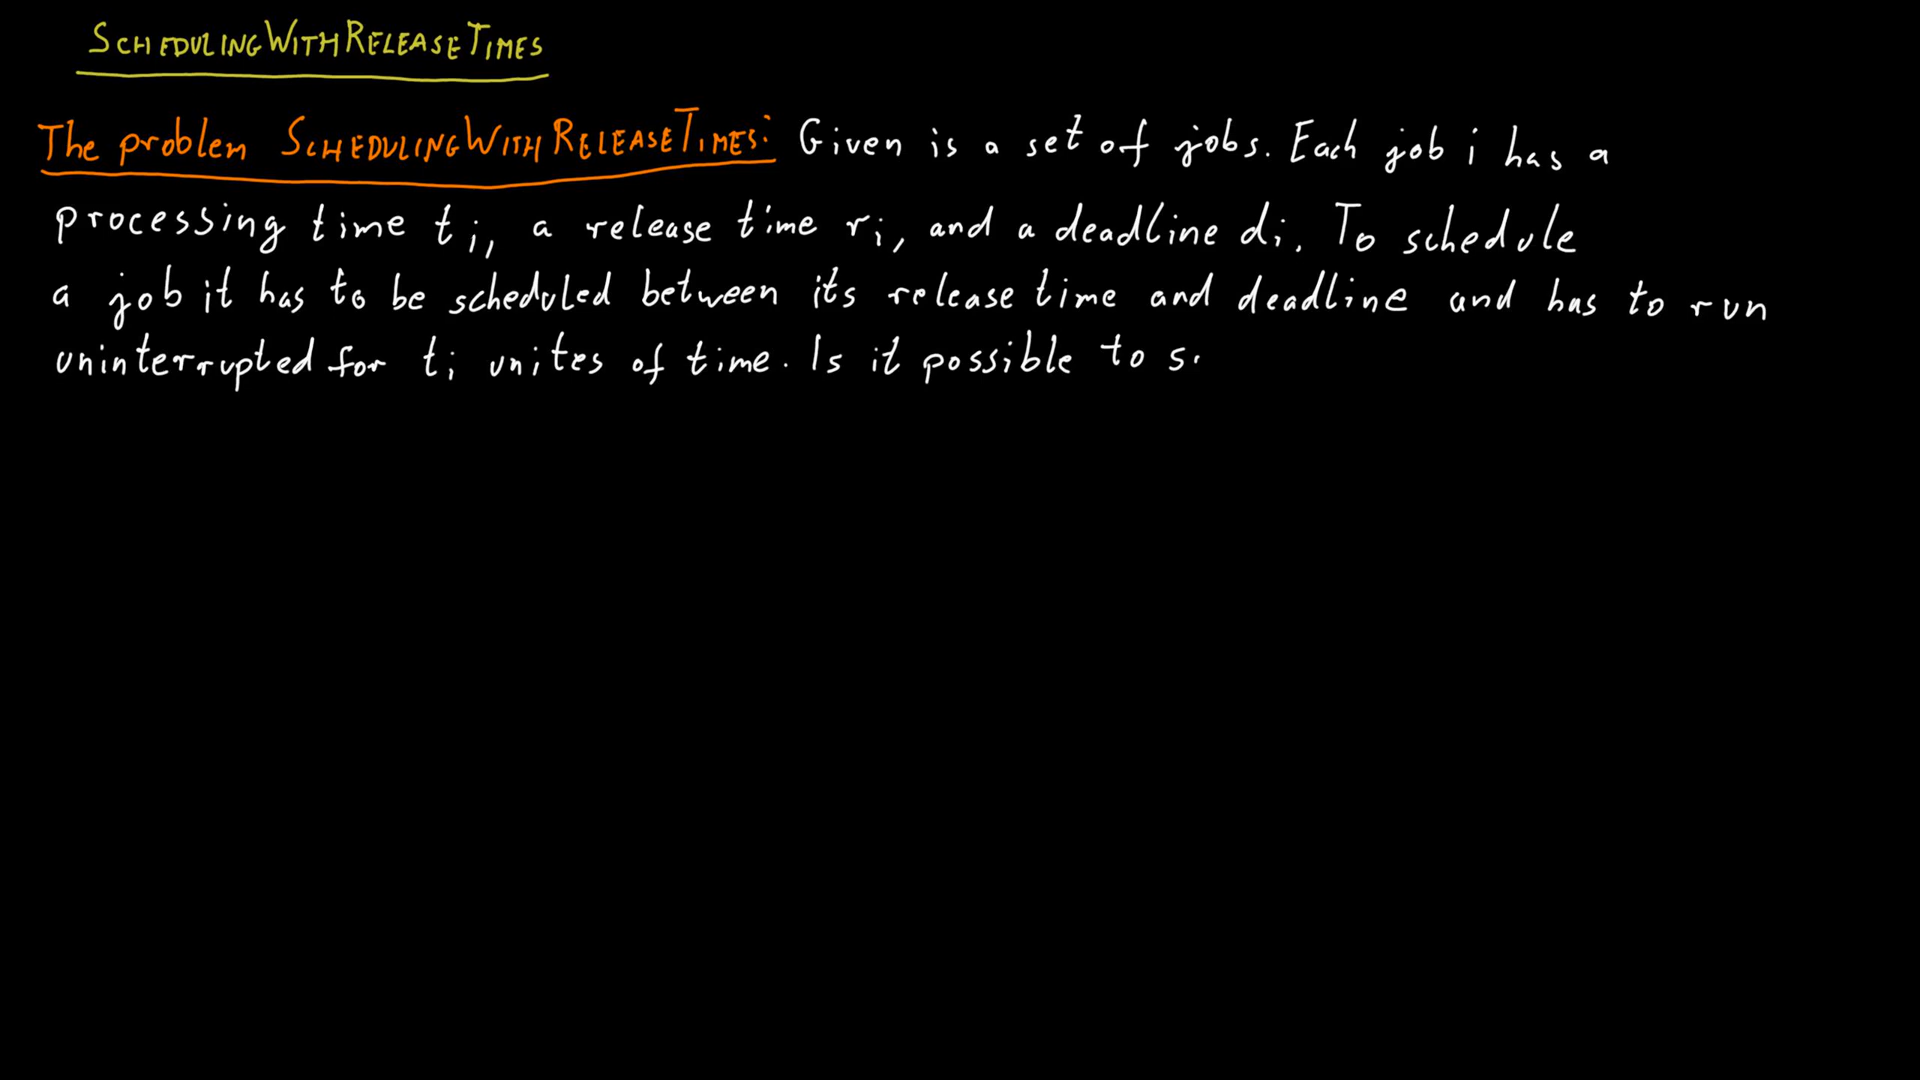 SCHEDULINGWITHRELEASETIMES
The problem SCHEDULINGWITHRELEASETIMES: Given is a set of jobs. Each job i has a
processing time ti, a release time ri, and a deadline di. To schedule
a job it has to be scheduled between its release time and deadline and has to run
uninterrupted for ti unites of time. Is it possible to s